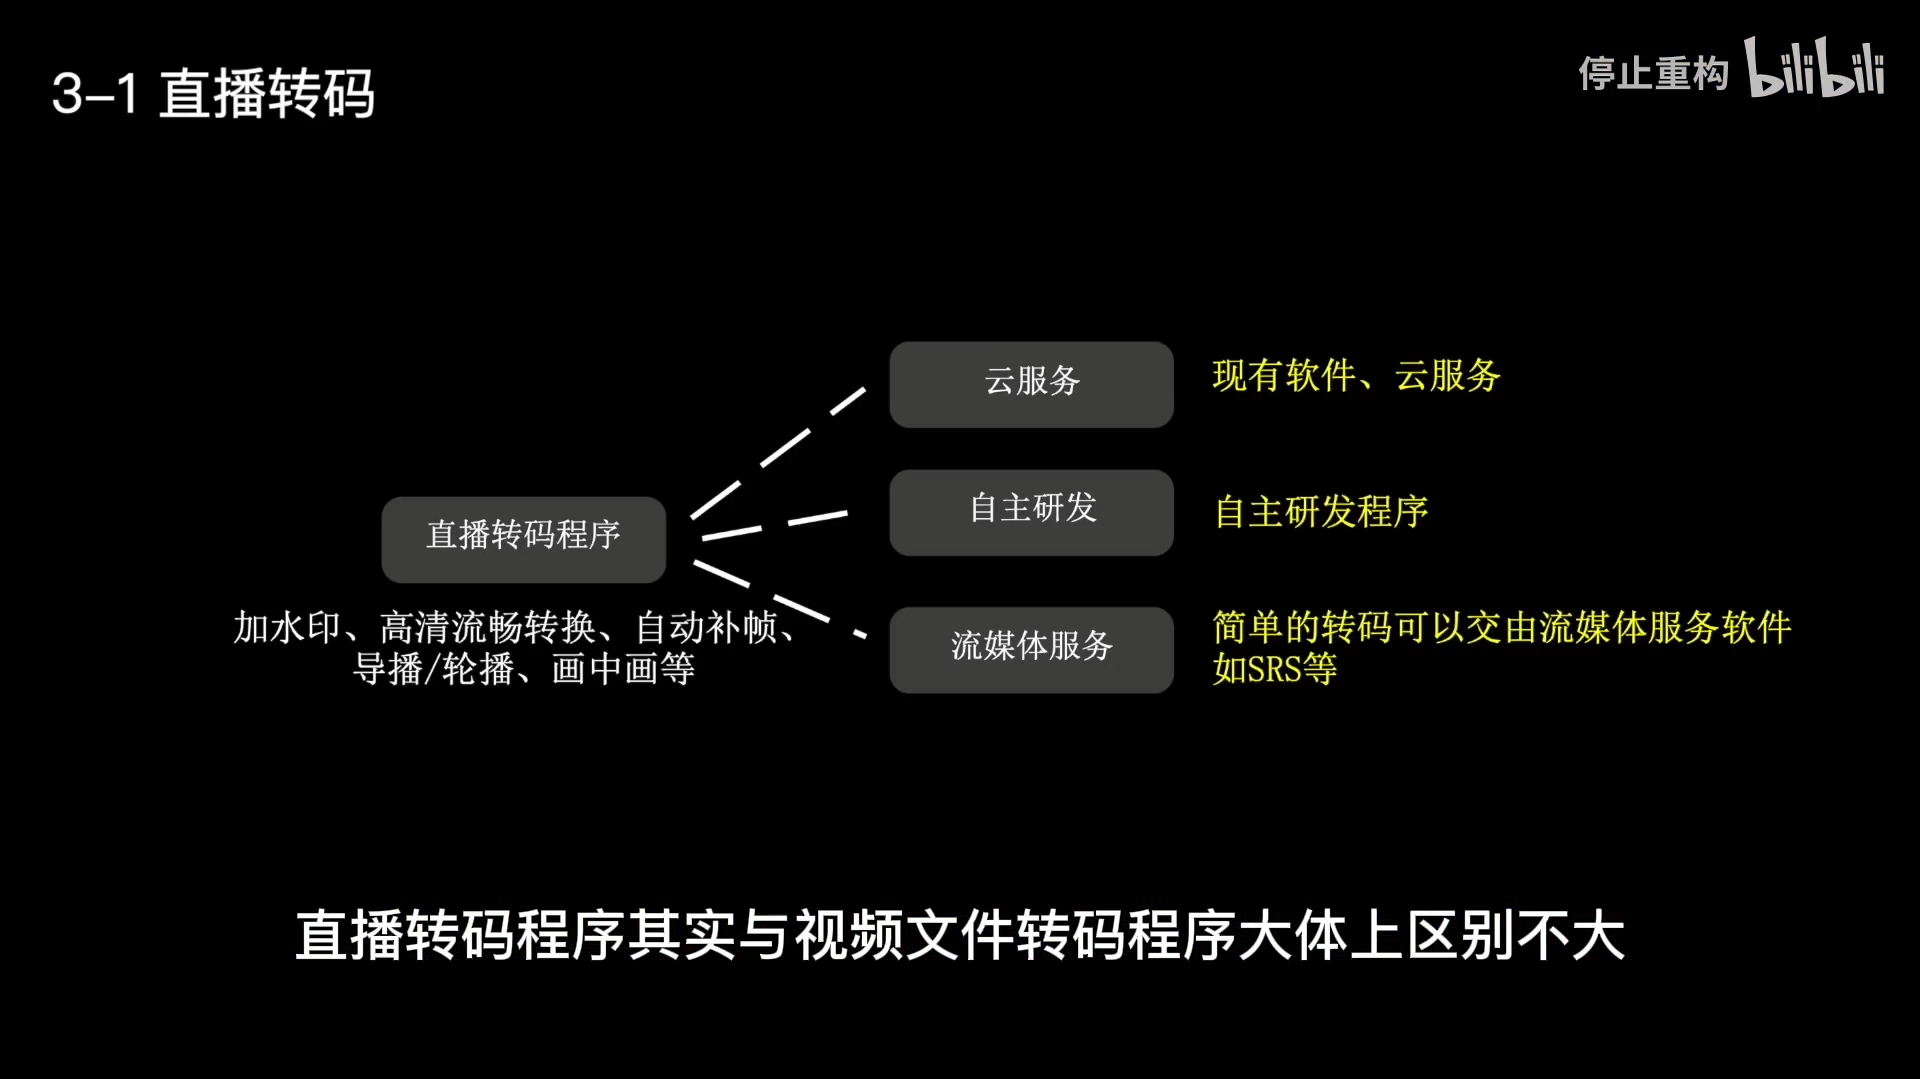 3-1 直播转码
停止重构 bilibili
云服务
现有软件、云服务
自主研发
自主研发程序
直播转码程序
加水印、高清流畅转换、自动补帧、
导播/轮播、画中画等
流媒体服务
简单的转码可以交由流媒体服务软件
如SRS等
直播转码程序其实与视频文件转码程序大体上区别不大